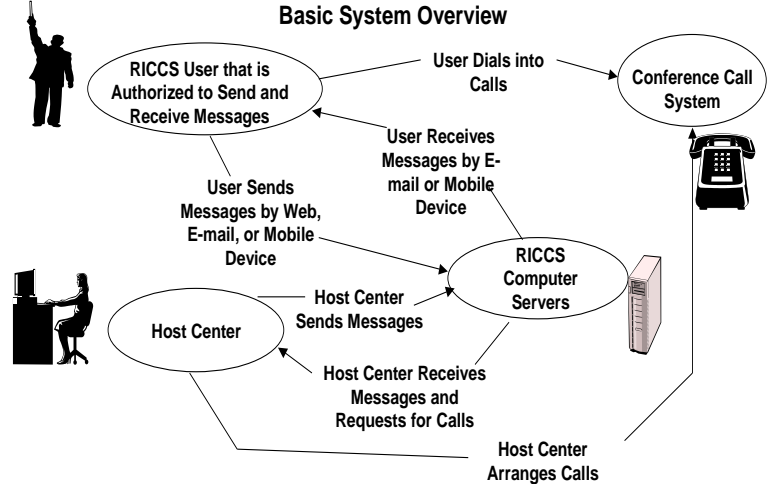 Basic System Overview
RICCS User that is
Authorized to Send and
Receive Messages
User Dials into
Calls
Conference Call
System
User Receives
Messages by E-
mail or Mobile
Device
User Sends
Messages by Web,
E-mail, or Mobile
Device
RICCS
Computer
Servers
Host Center
Host Center
Sends Messages
Host Center Receives
Messages and
Requests for Calls
Host Center
Arranges Calls